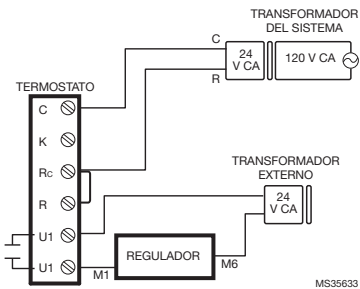 TRANSFORMADOR
DEL SISTEMA
C
24
V CA
120 V CA
R
TERMOSTATO
C
K
RC
R
U1
U1
TRANSFORMADOR
EXTERNO
24
V CA
REGULADOR
M1
M6
MS35633